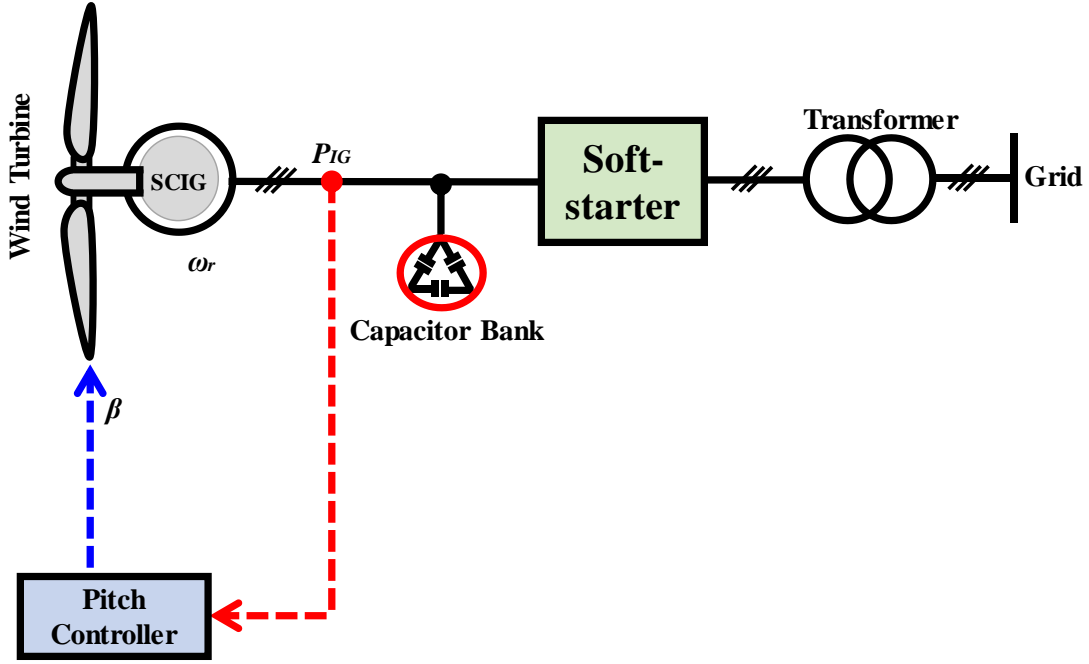 Wind Turbine
SCIG
ωr
PIG
Capacitor Bank
Soft-
starter
Transformer
Grid
β
Pitch
Controller